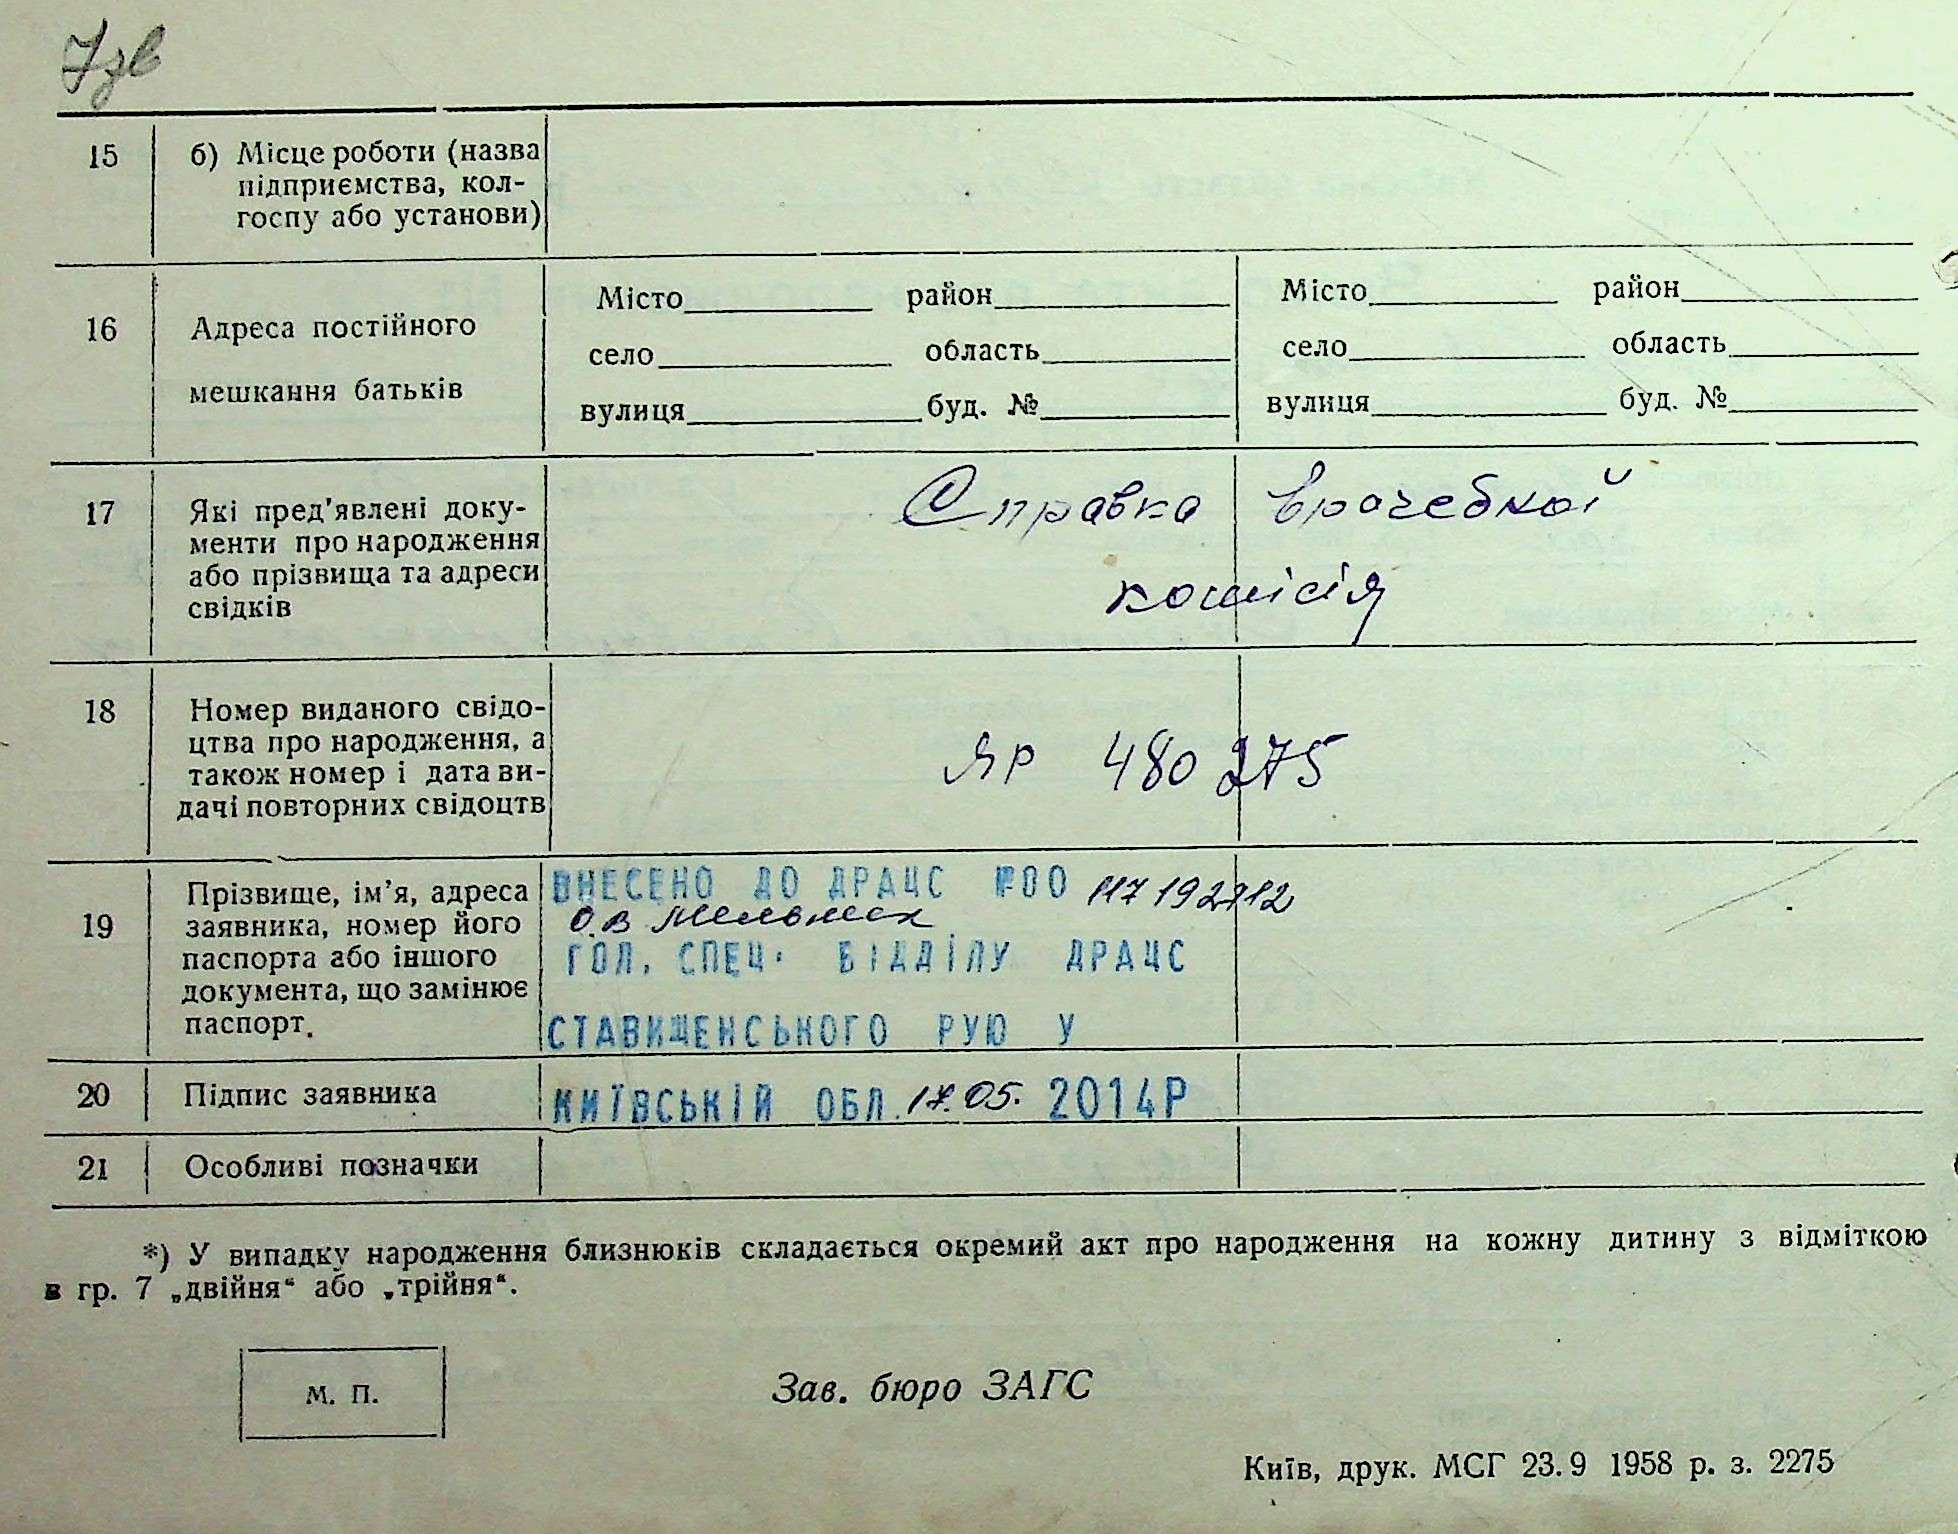 7зв
15 б) Місце роботи (назва
підприємства, кол-
госпу або установи)
16 Адреса постійного
мешкання батьків
Місто район Місто район
село область село область
вулиця буд. № вулиця буд. №
17 Які пред'явлені доку-
менти про народження
або прізвища та адреси
свідків
Справка врачебной
комісія
18 Номер виданого свідо-
цтва про народження, а
також номер і дата ви-
дачі повторних свідоцтв
ЯР 480275
19 Прізвище, ім'я, адреса
заявника, номер його
паспорта або іншого
документа, що замінює
паспорт.
ВНЕСЕНО ДО ДРАЦС №00 117192912
О.В. Мельник
ГОЛ. СПЕЦ. ВІДДІЛУ ДРАЦС
СТАВИЩЕНСЬКОГО РУЮ У
20 Підпис заявника
КИЇВСЬКІЙ ОБЛ. 17.05. 2014Р
21 Особливі позначки
*) У випадку народження близнюків складається окремий акт про народження на кожну дитину з відміткою
в гр. 7 „двійня“ або „трійня“.
М. П.
Зав. бюро ЗАГС
Київ, друк. МСГ 23.9 1958 р. з. 2275